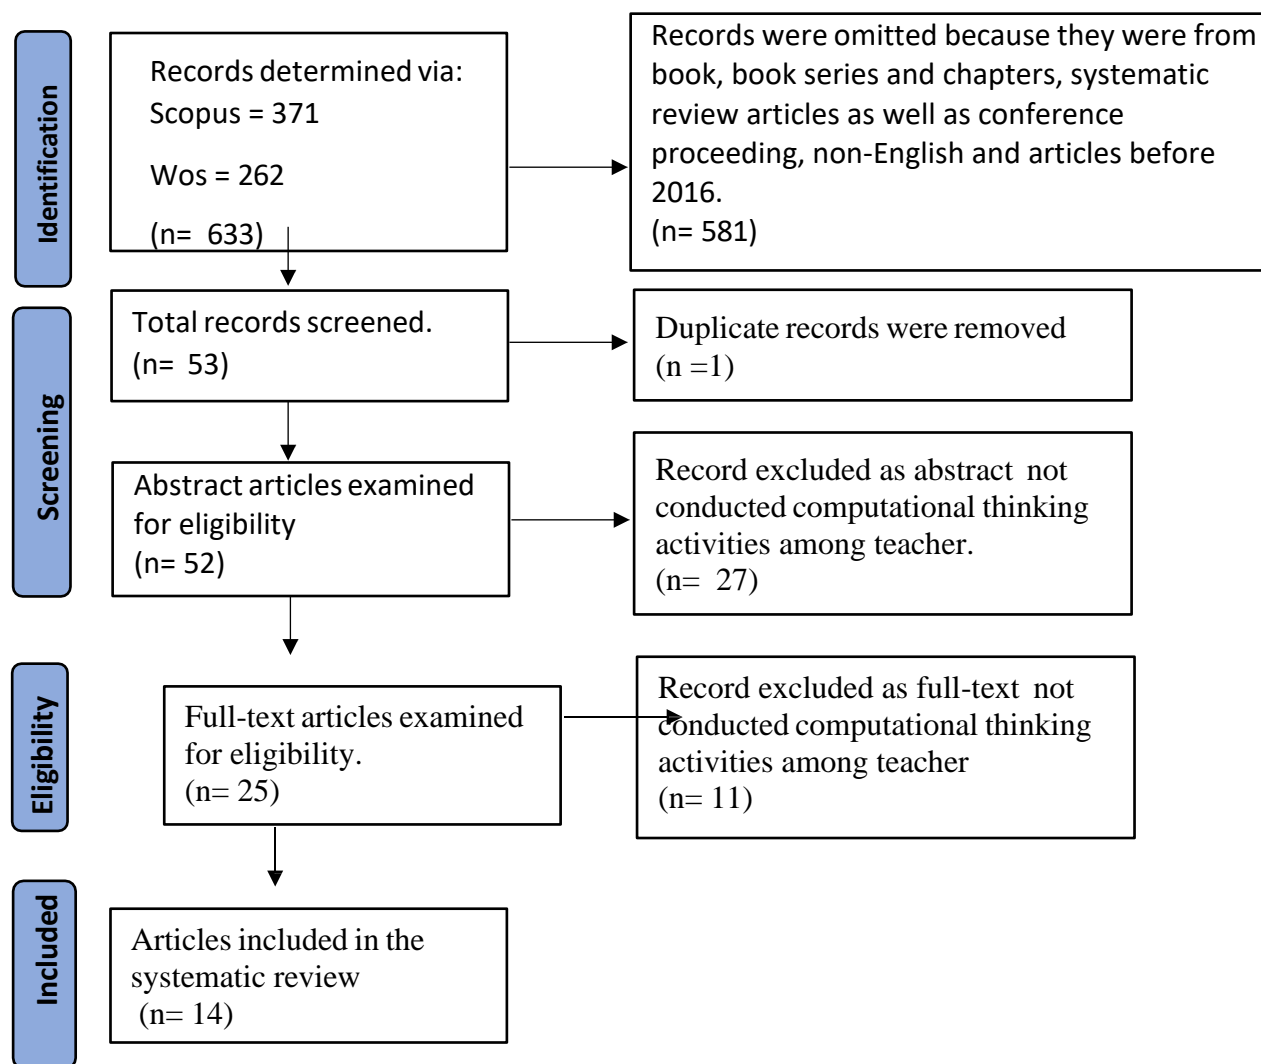 Identification
Records determined via:
Scopus = 371
Wos = 262
(n= 633)
Records were omitted because they were from
book, book series and chapters, systematic
review articles as well as conference
proceeding, non-English and articles before
2016.
(n= 581)
Screening
Total records screened.
(n= 53)
Duplicate records were removed
(n =1)
Abstract articles examined
for eligibility
(n= 52)
Record excluded as abstract not
conducted computational thinking
activities among teacher.
(n= 27)
Eligibility
Full-text articles examined
for eligibility.
(n= 25)
Record excluded as full-text not
conducted computational thinking
activities among teacher
(n= 11)
Included
Articles included in the
systematic review
(n= 14)